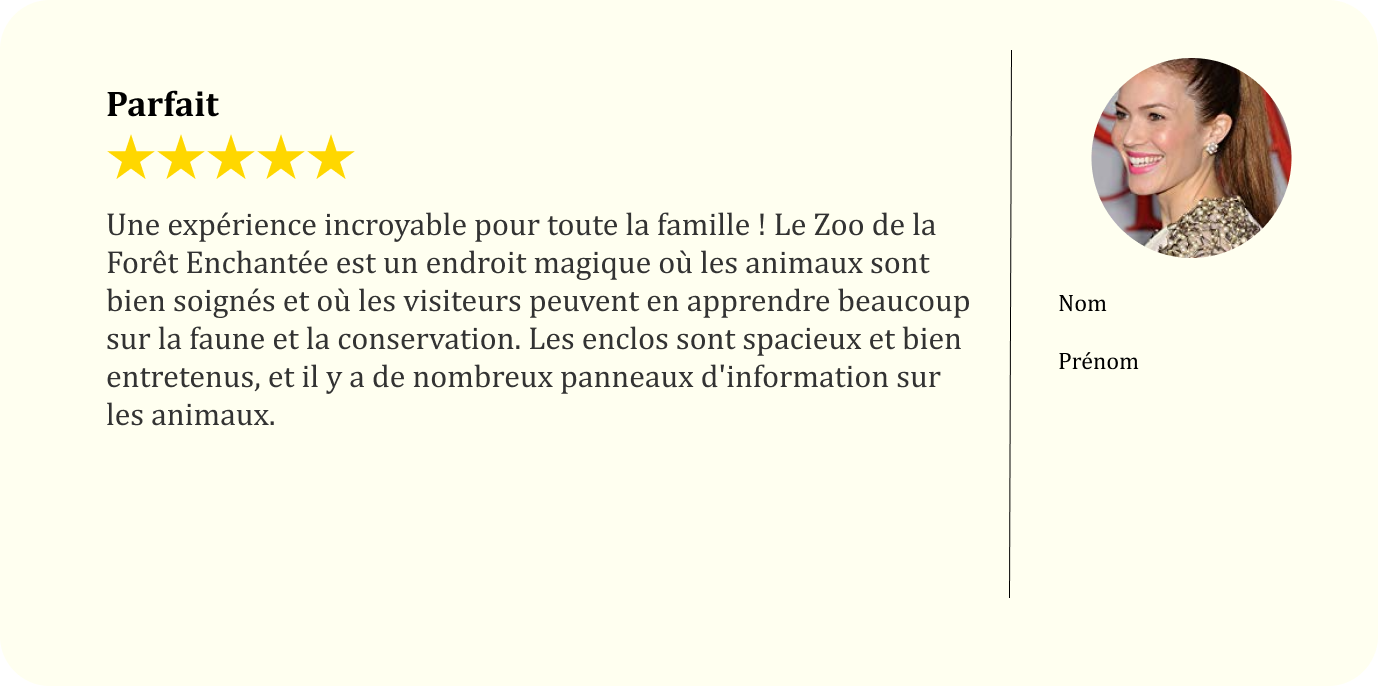 Parfait
Une expérience incroyable pour toute la famille ! Le Zoo de la
Forêt Enchantée est un endroit magique où les animaux sont
bien soignés et où les visiteurs peuvent en apprendre beaucoup
sur la faune et la conservation. Les enclos sont spacieux et bien
entretenus, et il y a de nombreux panneaux d'information sur
les animaux.
Nom
Prénom